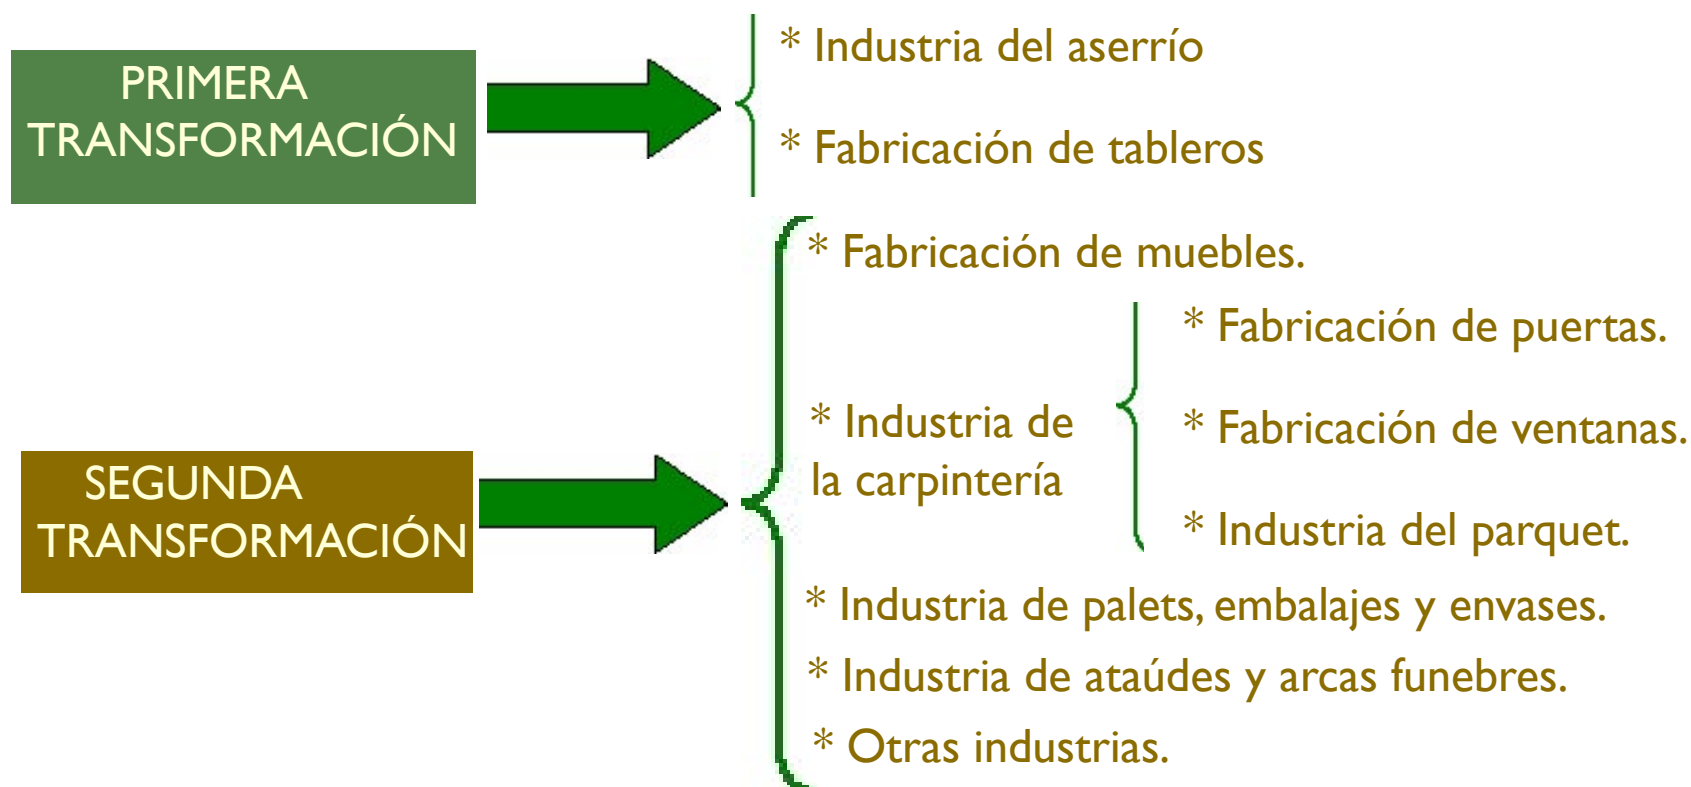 PRIMERA
TRANSFORMACIÓN
* Industria del aserrío
* Fabricación de tableros
SEGUNDA
TRANSFORMACIÓN
* Fabricación de muebles.
* Industria de
la carpintería
* Fabricación de puertas.
* Fabricación de ventanas.
* Industria del parquet.
* Industria de palets, embalajes y envases.
* Industria de ataúdes y arcas funebres.
* Otras industrias.